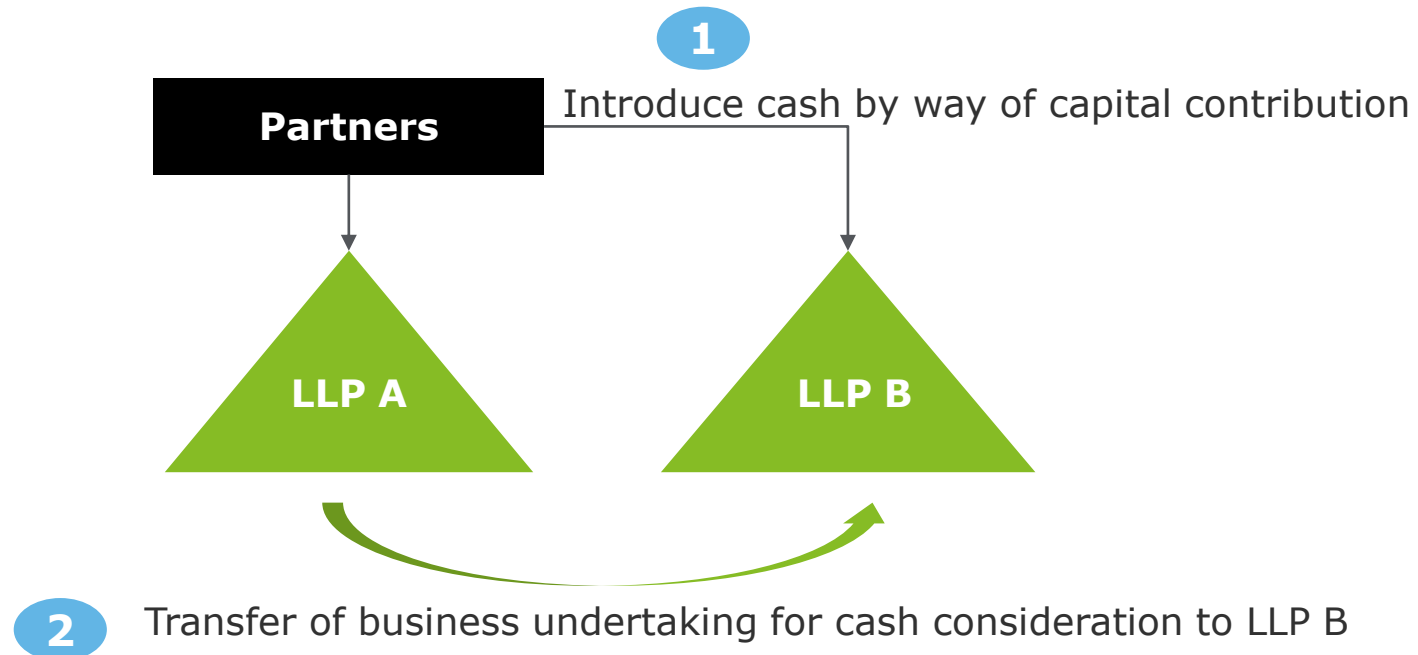 1
Partners
Introduce cash by way of capital contribution
LLP A
LLP B
2
Transfer of business undertaking for cash consideration to LLP B